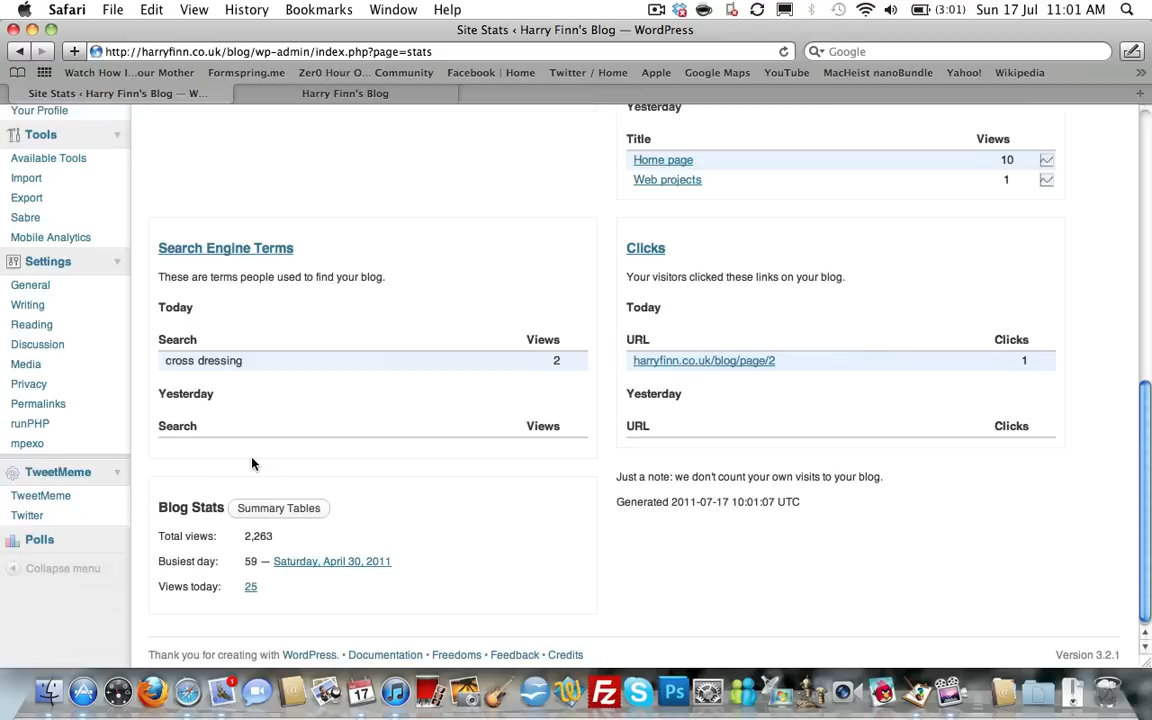 Safari File Edit View History Bookmarks Window Help (3:01) Sun 17 Jul 11:01 AM
Site Stats ‹ Harry Finn's Blog — WordPress
http://harryfinn.co.uk/blog/wp-admin/index.php?page=stats Google
Watch How I...our Mother Formspring.me Zer0 Hour O... Community Facebook | Home Twitter / Home Apple Google Maps YouTube MacHeist nanoBundle Yahoo! Wikipedia »
Site Stats ‹ Harry Finn's Blog — W... Harry Finn's Blog
Your Profile
Tools
Available Tools
Import
Export
Sabre
Mobile Analytics
Settings
General
Writing
Reading
Discussion
Media
Privacy
Permalinks
runPHP
mpexo
TweetMeme
TweetMeme
Twitter
Polls
Collapse menu
Yesterday
Title Views
Home page 10
Web projects 1
Search Engine Terms
These are terms people used to find your blog.
Today
Search Views
cross dressing 2
Yesterday
Search Views
Clicks
Your visitors clicked these links on your blog.
Today
URL Clicks
harryfinn.co.uk/blog/page/2 1
Yesterday
URL Clicks
Blog Stats Summary Tables
Total views: 2,263
Busiest day: 59 — Saturday, April 30, 2011
Views today: 25
Just a note: we don't count your own visits to your blog.
Generated 2011-07-17 10:01:07 UTC
Thank you for creating with WordPress. • Documentation • Freedoms • Feedback • Credits Version 3.2.1
17
1
Fz
S
Ps